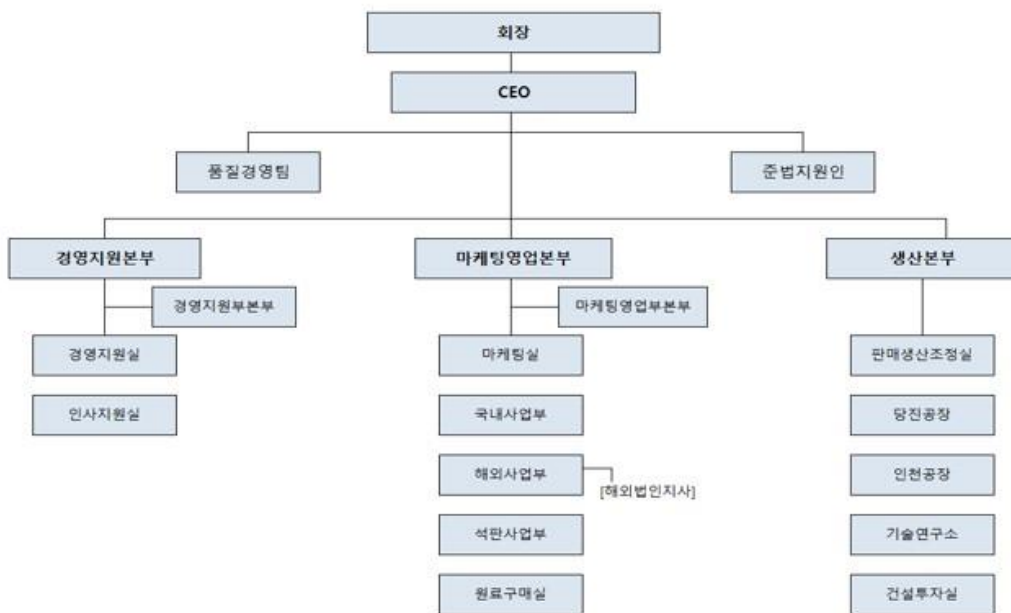 회장
CEO
품질경영팀
준법지원인
경영지원본부
마케팅영업본부
생산본부
경영지원부본부
마케팅영업부본부
경영지원실
마케팅실
판매생산조정실
인사지원실
국내사업부
당진공장
해외사업부
인천공장
[해외법인지사]
석판사업부
기술연구소
원료구매실
건설투자실